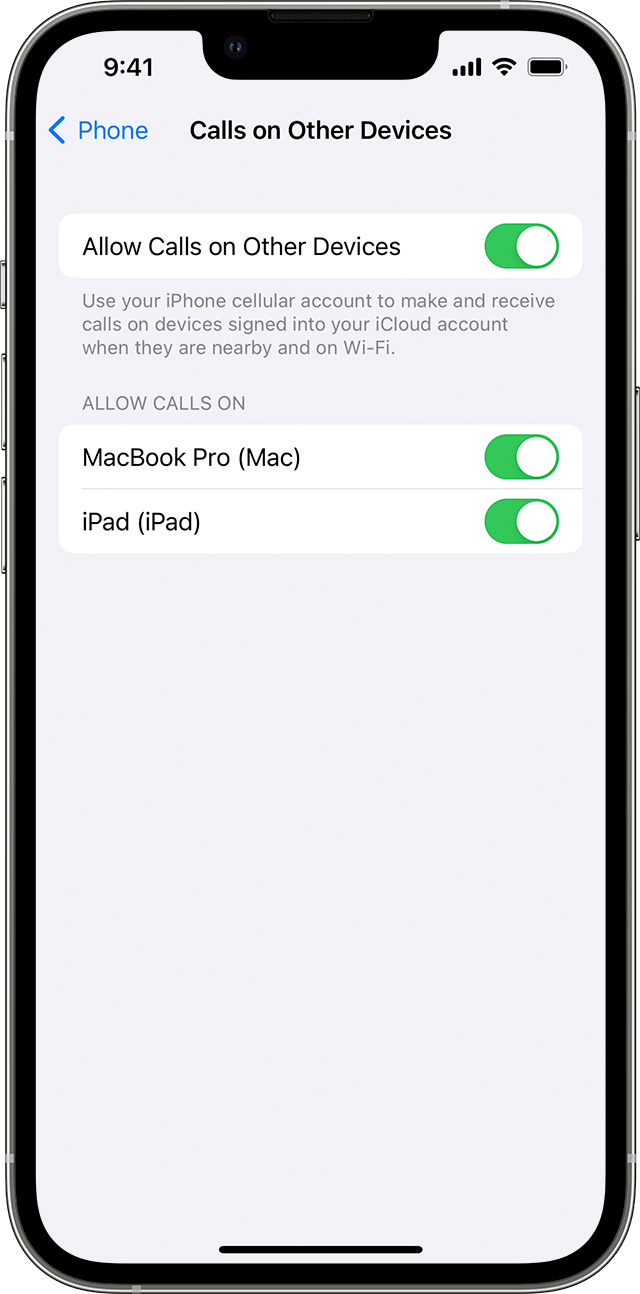 9:41
Phone
Calls on Other Devices
Allow Calls on Other Devices
Use your iPhone cellular account to make and receive
calls on devices signed into your iCloud account
when they are nearby and on Wi-Fi.
ALLOW CALLS ON
MacBook Pro (Mac)
iPad (iPad)